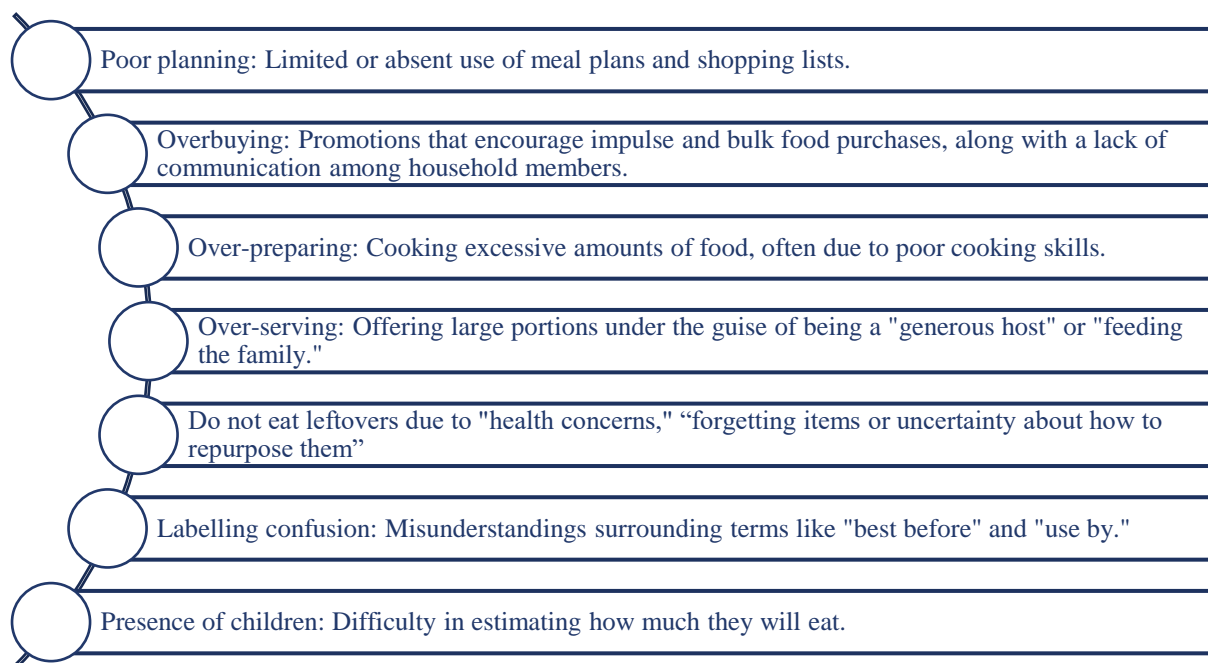 Poor planning: Limited or absent use of meal plans and shopping lists.
Overbuying: Promotions that encourage impulse and bulk food purchases, along with a lack of
communication among household members.
Over-preparing: Cooking excessive amounts of food, often due to poor cooking skills.
Over-serving: Offering large portions under the guise of being a "generous host" or "feeding
the family."
Do not eat leftovers due to "health concerns," “forgetting items or uncertainty about how to
repurpose them”
Labelling confusion: Misunderstandings surrounding terms like "best before" and "use by."
Presence of children: Difficulty in estimating how much they will eat.